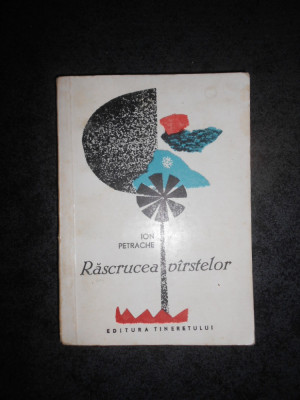 ION
PETRACHE
Răscrucea vîrstelor
EDITURA TINERETULUI